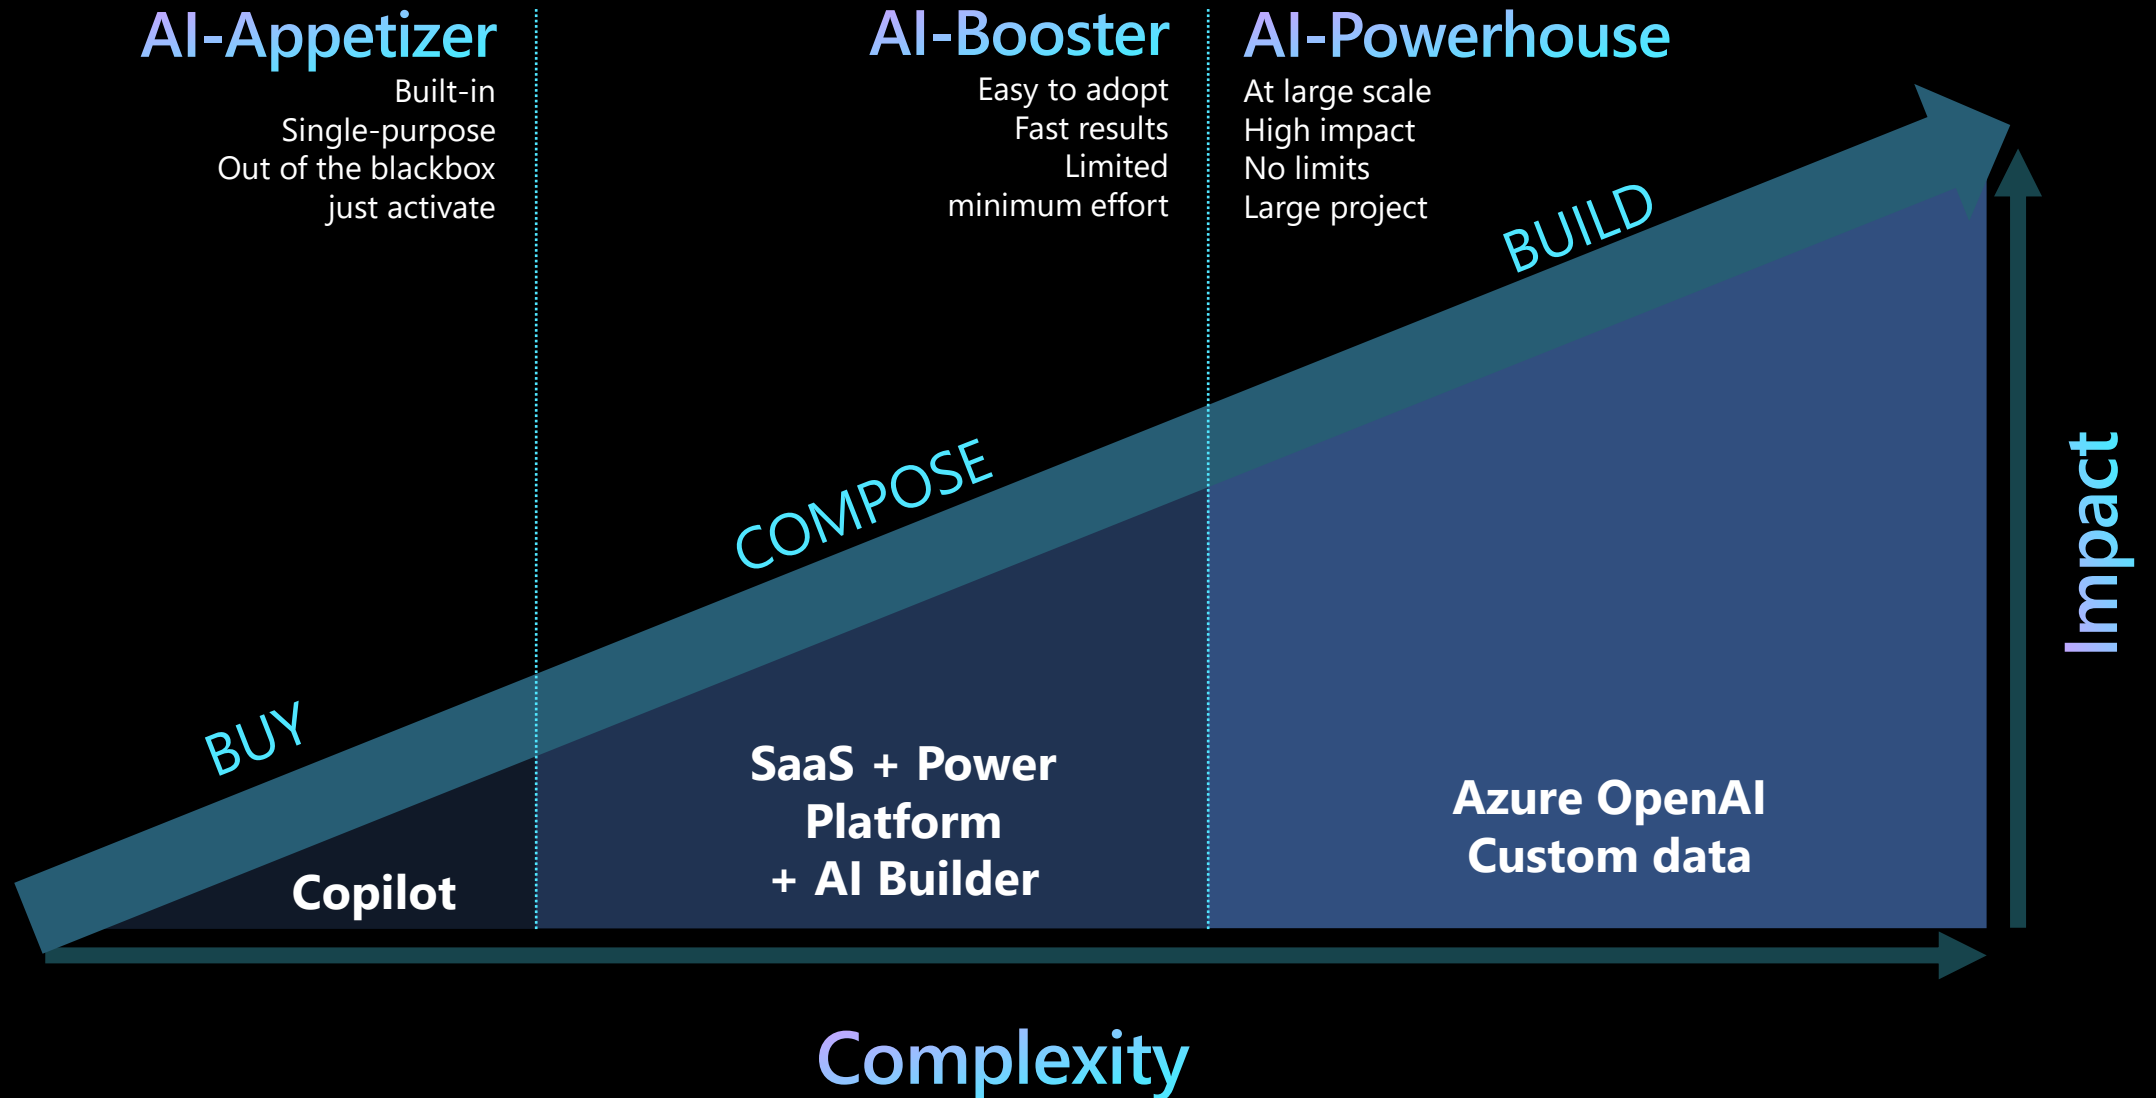 AI-Appetizer
Built-in
Single-purpose
Out of the blackbox
just activate
AI-Booster
Easy to adopt
Fast results
Limited
minimum effort
AI-Powerhouse
At large scale
High impact
No limits
Large project
BUY
COMPOSE
BUILD
Copilot
SaaS + Power
Platform
+ AI Builder
Azure OpenAI
Custom data
Impact
Complexity